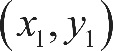 (x₁, y₁)